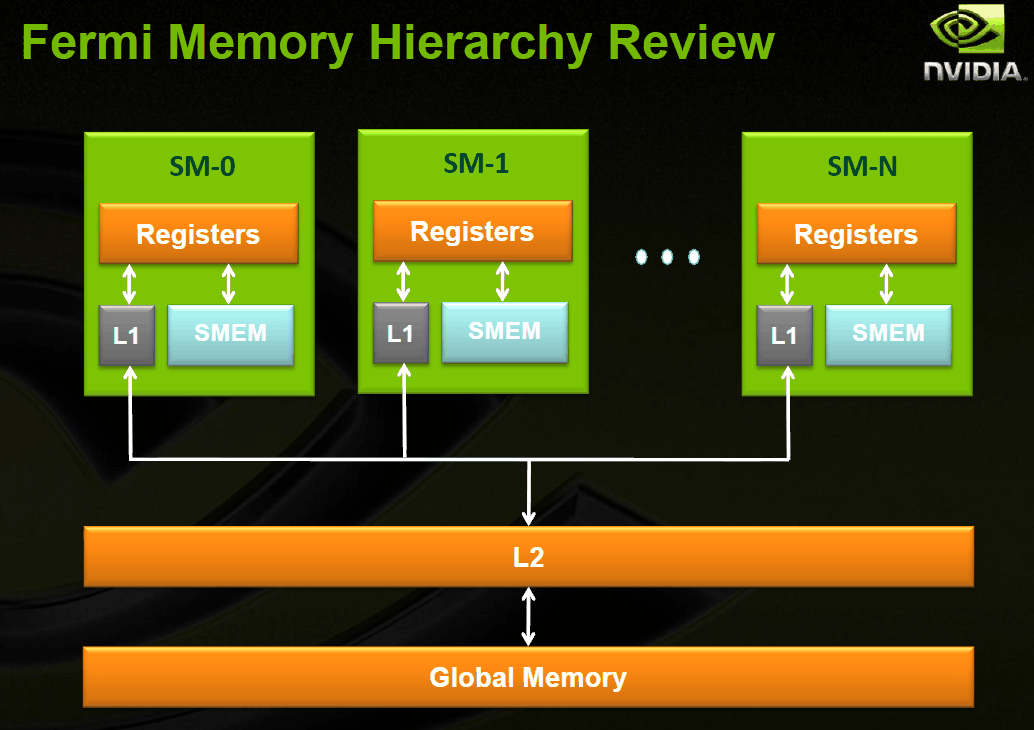 Fermi Memory Hierarchy Review
NVIDIA.
SM-0
SM-1
SM-N
Registers
Registers
Registers
L1
SMEM
L1
SMEM
L1
SMEM
L2
Global Memory